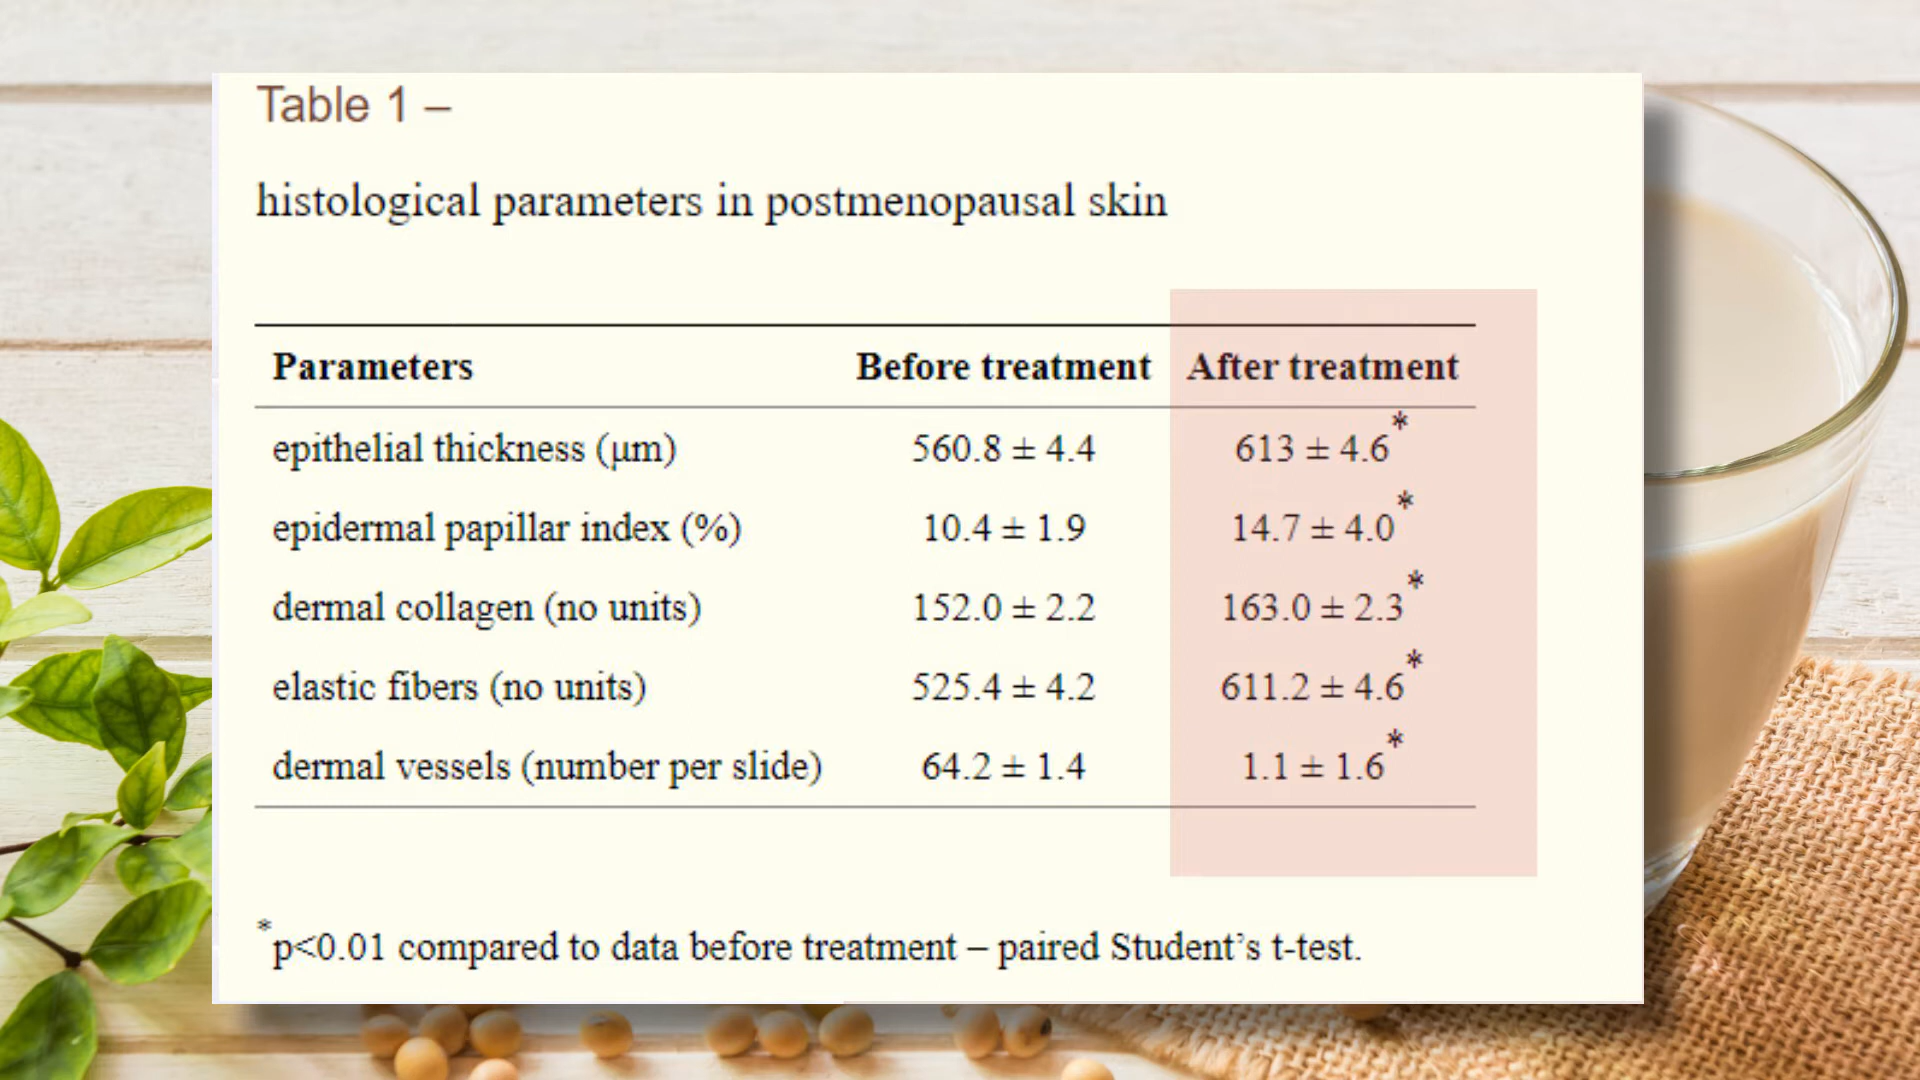 Table 1 –
histological parameters in postmenopausal skin
Parameters Before treatment After treatment
epithelial thickness (µm) 560.8 ± 4.4 613 ± 4.6*
epidermal papillar index (%) 10.4 ± 1.9 14.7 ± 4.0*
dermal collagen (no units) 152.0 ± 2.2 163.0 ± 2.3*
elastic fibers (no units) 525.4 ± 4.2 611.2 ± 4.6*
dermal vessels (number per slide) 64.2 ± 1.4 1.1 ± 1.6*
*p<0.01 compared to data before treatment – paired Student’s t-test.